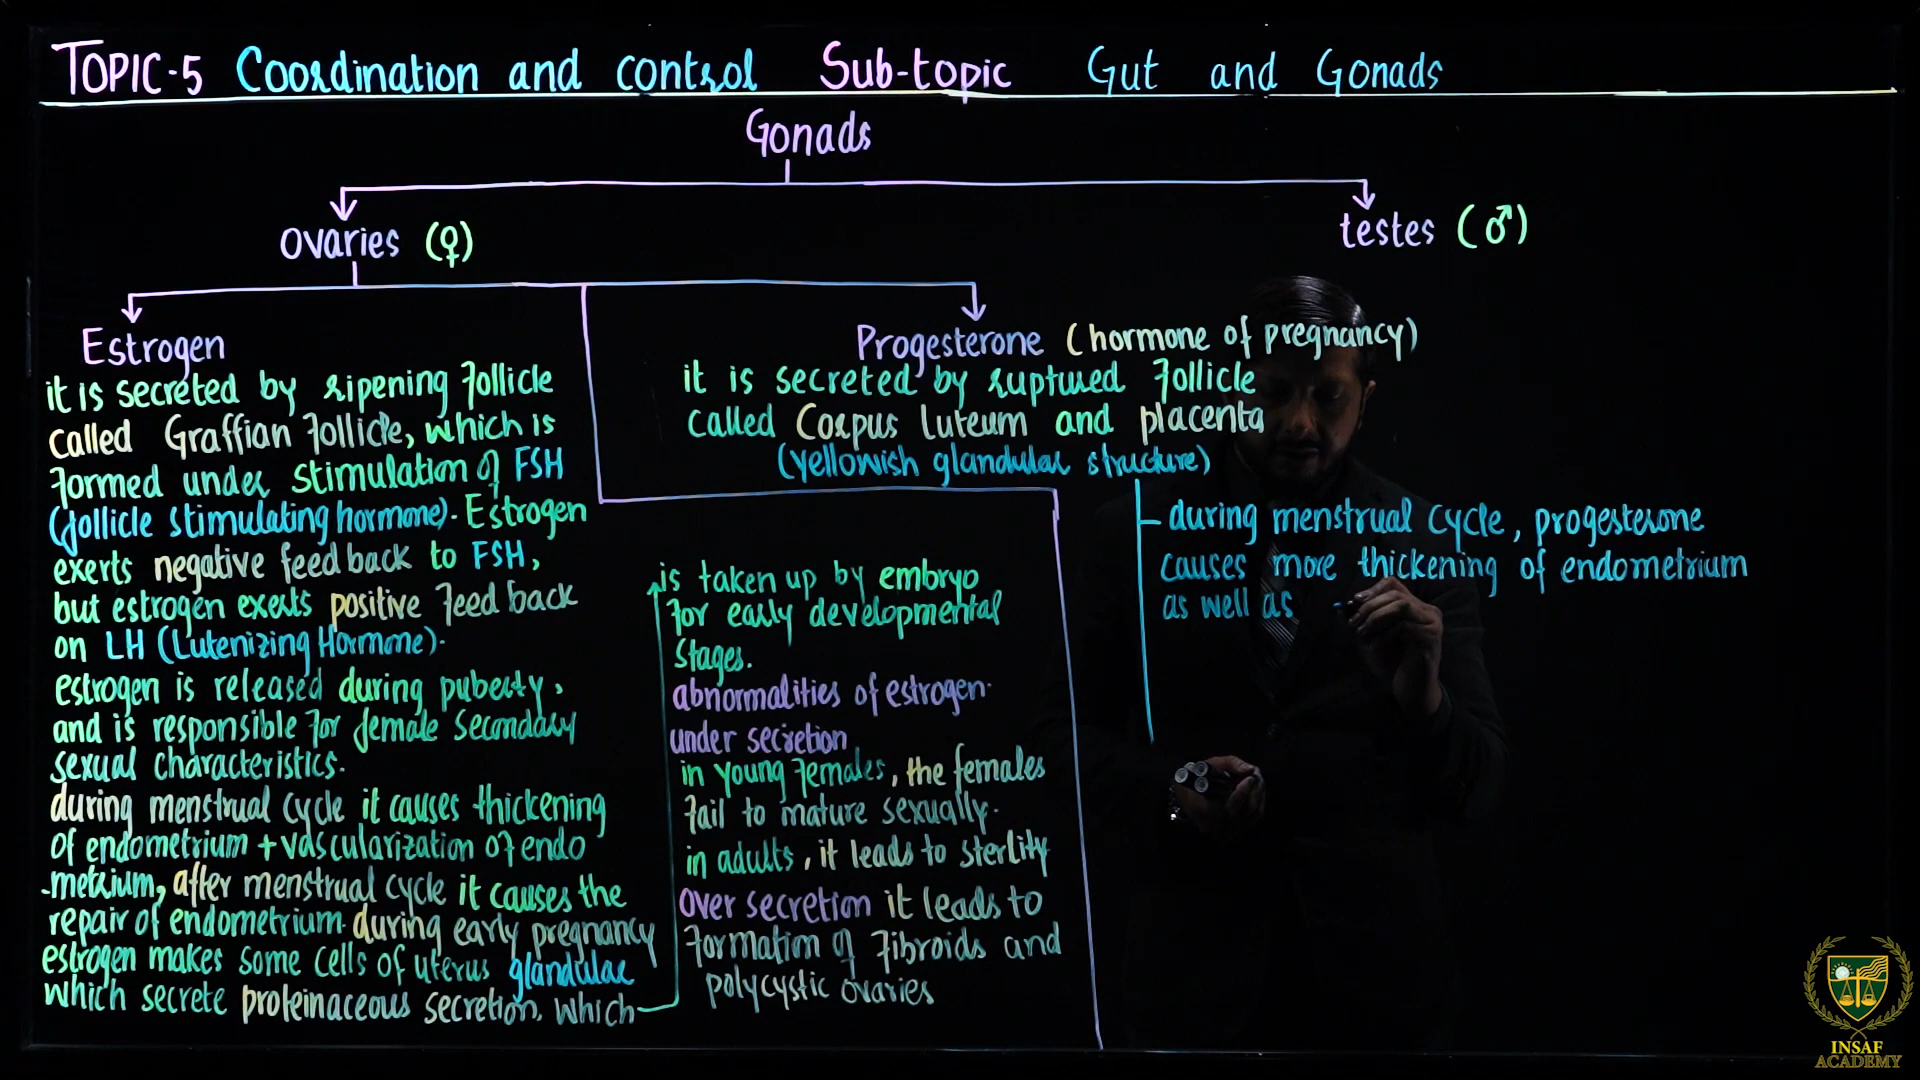 TOPIC-5 Coordination and control Sub-topic Gut and Gonads
Gonads
Ovaries (♀)
testes (♂)
Estrogen
it is secreted by ripening follicle
called Graffian follicle, which is
formed under stimulation of FSH
(follicle stimulating hormone). Estrogen
exerts negative feed back to FSH,
but estrogen exerts positive feed back
on LH (Lutenizing Hormone).
estrogen is released during puberty,
and is responsible for female secondary
sexual characteristics.
during menstrual cycle it causes thickening
of endometrium + vascularization of endo
-metrium, after menstrual cycle it causes the
repair of endometrium. during early pregnancy
estrogen makes some cells of uterus glandular
which secrete proteinaceous secretion. which
is taken up by embryo
for early developmental
stages.
abnormalities of estrogen.
under secretion
in young females, the females
fail to mature sexually.
in adults, it leads to sterlity
over secretion it leads to
formation of fibroids and
polycystic ovaries
Progesterone (hormone of pregnancy)
it is secreted by ruptured follicle
called Corpus luteum and placenta
(yellowish glandular structure)
during menstrual cycle, progesterone
causes more thickening of endometrium
as well as
INSAF
ACADEMY